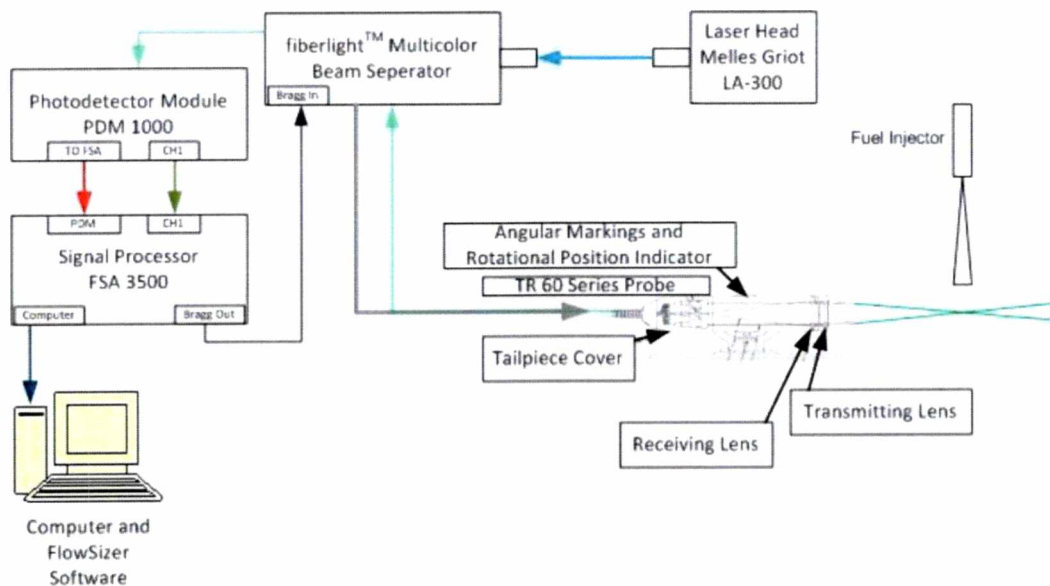 fiberlight™ Multicolor
Beam Seperator
Bragg In
Laser Head
Melles Griot
LA-300
Photodetector Module
PDM 1000
TO FSA
CH1
Fuel Injector
PDM
CH1
Signal Processor
FSA 3500
Computer
Bragg Out
Angular Markings and
Rotational Position Indicator
TR 60 Series Probe
Tailpiece Cover
Transmitting Lens
Receiving Lens
Computer and
FlowSizer
Software